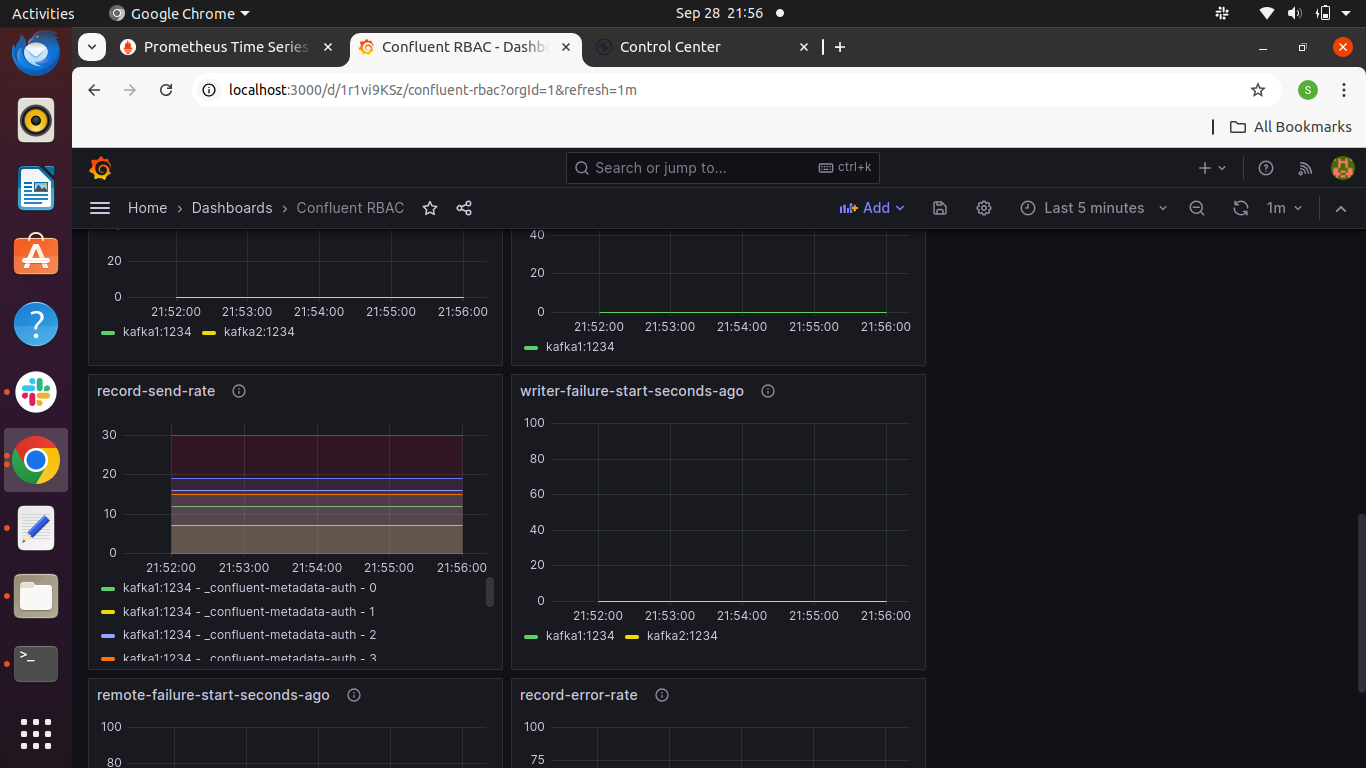 Activities Google Chrome Sep 28 21:56
Prometheus Time Series Confluent RBAC - Dashb Control Center
localhost:3000/d/1r1vi9KSz/confluent-rbac?orgId=1&refresh=1m S
All Bookmarks
Search or jump to... ctrl+k
Home Dashboards Confluent RBAC Add Last 5 minutes 1m
20
0
21:52:00 21:53:00 21:54:00 21:55:00 21:56:00
kafka1:1234 kafka2:1234
40
20
0
21:52:00 21:53:00 21:54:00 21:55:00 21:56:00
kafka1:1234
record-send-rate
30
20
10
0
21:52:00 21:53:00 21:54:00 21:55:00 21:56:00
kafka1:1234 - _confluent-metadata-auth - 0
kafka1:1234 - _confluent-metadata-auth - 1
kafka1:1234 - _confluent-metadata-auth - 2
kafka1:1234 - _confluent-metadata-auth - 3
writer-failure-start-seconds-ago
100
80
60
40
20
0
21:52:00 21:53:00 21:54:00 21:55:00 21:56:00
kafka1:1234 kafka2:1234
remote-failure-start-seconds-ago
100
80
record-error-rate
100
75